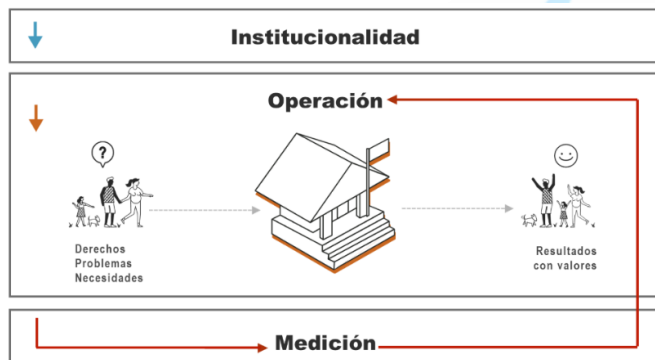 Institucionalidad
Operación
?
Derechos
Problemas
Necesidades
Resultados
con valores
Medición